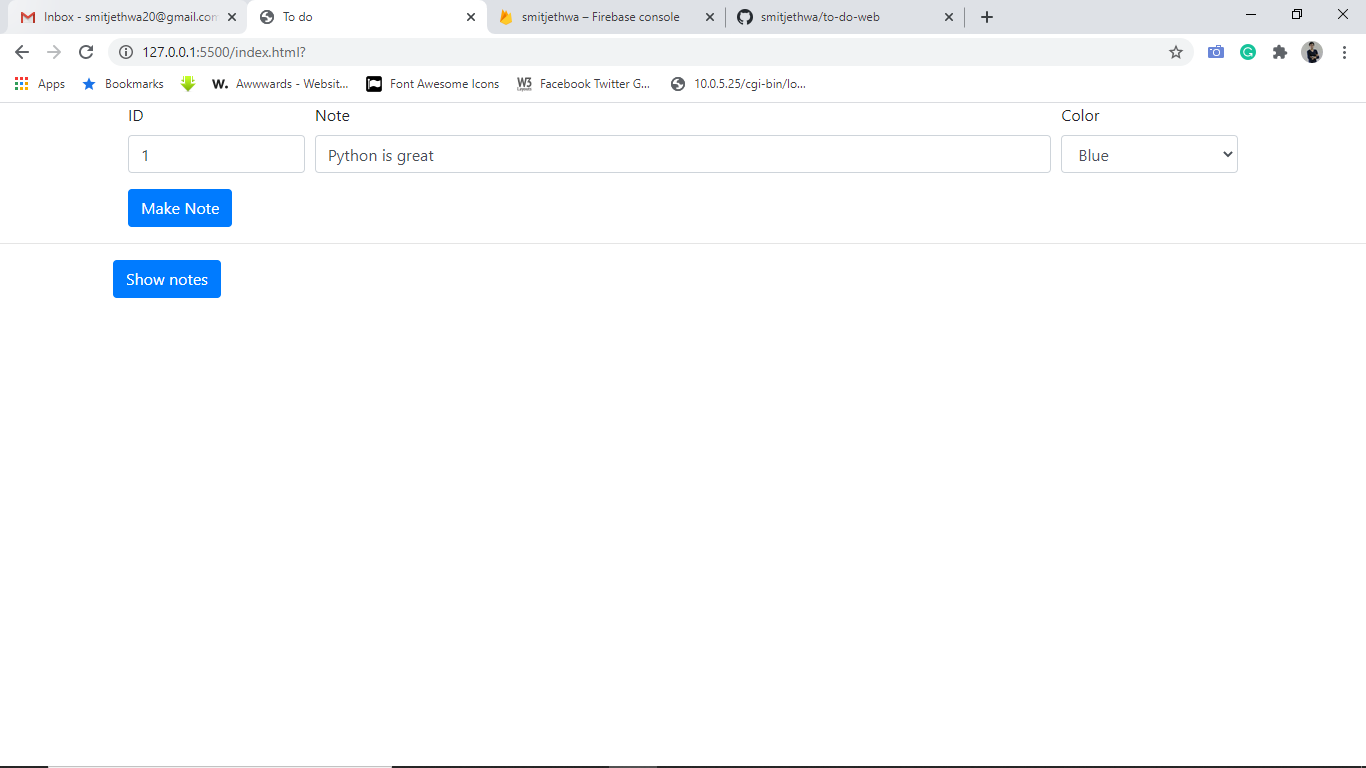 Inbox - smitjethwa20@gmail.com
To do
smitjethwa – Firebase console
smitjethwa/to-do-web
127.0.0.1:5500/index.html?
Apps
Bookmarks
W. Awwwards - Websit...
Font Awesome Icons
W3 Facebook Twitter G...
10.0.5.25/cgi-bin/lo...
ID
Note
Color
1
Python is great
Blue
Make Note
Show notes